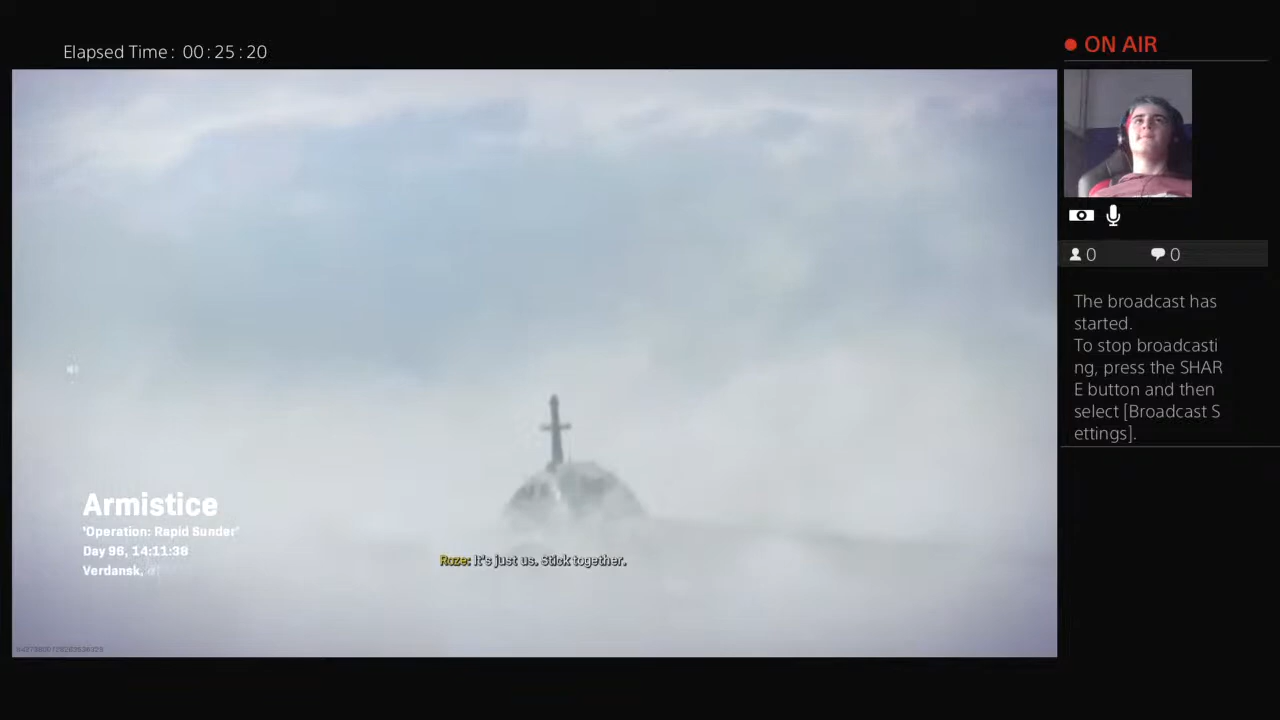 Elapsed Time: 00:25:20
ON AIR
0 0
The broadcast has
started.
To stop broadcasti
ng, press the SHAR
E button and then
select [Broadcast S
ettings].
Armistice
'Operation: Rapid Sunder'
Day 96, 14:11:38
Verdansk,
Roze: It's just us. Stick together.